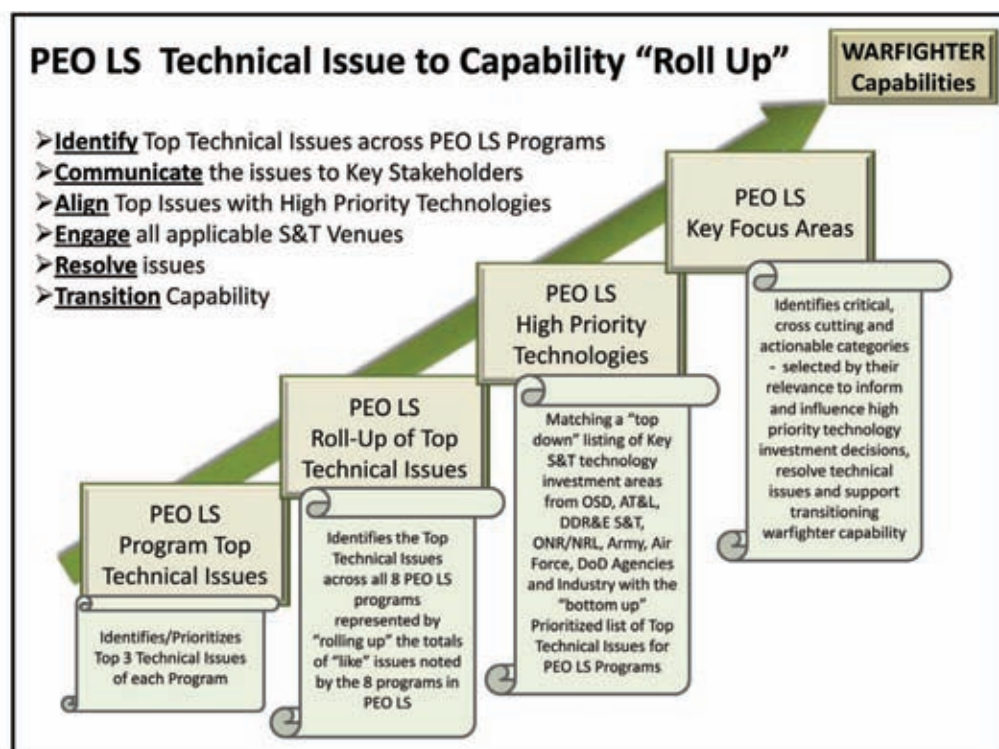 PEO LS Technical Issue to Capability “Roll Up”
WARFIGHTER
Capabilities
➢Identify Top Technical Issues across PEO LS Programs
➢Communicate the issues to Key Stakeholders
➢Align Top Issues with High Priority Technologies
➢Engage all applicable S&T Venues
➢Resolve issues
➢Transition Capability
PEO LS
Key Focus Areas
Identifies critical,
cross cutting and
actionable categories
- selected by their
relevance to inform
and influence high
priority technology
investment decisions,
resolve technical
issues and support
transitioning
warfighter capability
PEO LS
High Priority
Technologies
Matching a “top
down” listing of Key
S&T technology
investment areas
from OSD, AT&L,
DDR&E S&T,
ONR/NRL, Army, Air
Force, DoD Agencies
and Industry with the
“bottom up”
Prioritized list of Top
Technical Issues for
PEO LS Programs
PEO LS
Roll-Up of Top
Technical Issues
Identifies the Top
Technical Issues
across all 8 PEO LS
programs
represented by
“rolling up” the totals
of “like” issues noted
by the 8 programs in
PEO LS
PEO LS
Program Top
Technical Issues
Identifies/Prioritizes
Top 3 Technical Issues
of each Program